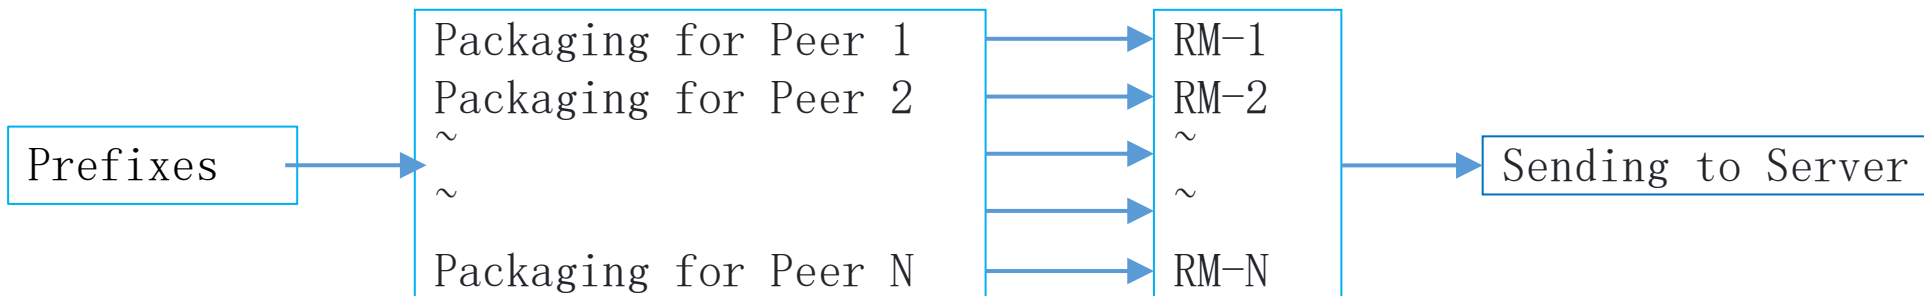 Prefixes
Packaging for Peer 1
Packaging for Peer 2
~
~
Packaging for Peer N
RM-1
RM-2
~
~
RM-N
Sending to Server